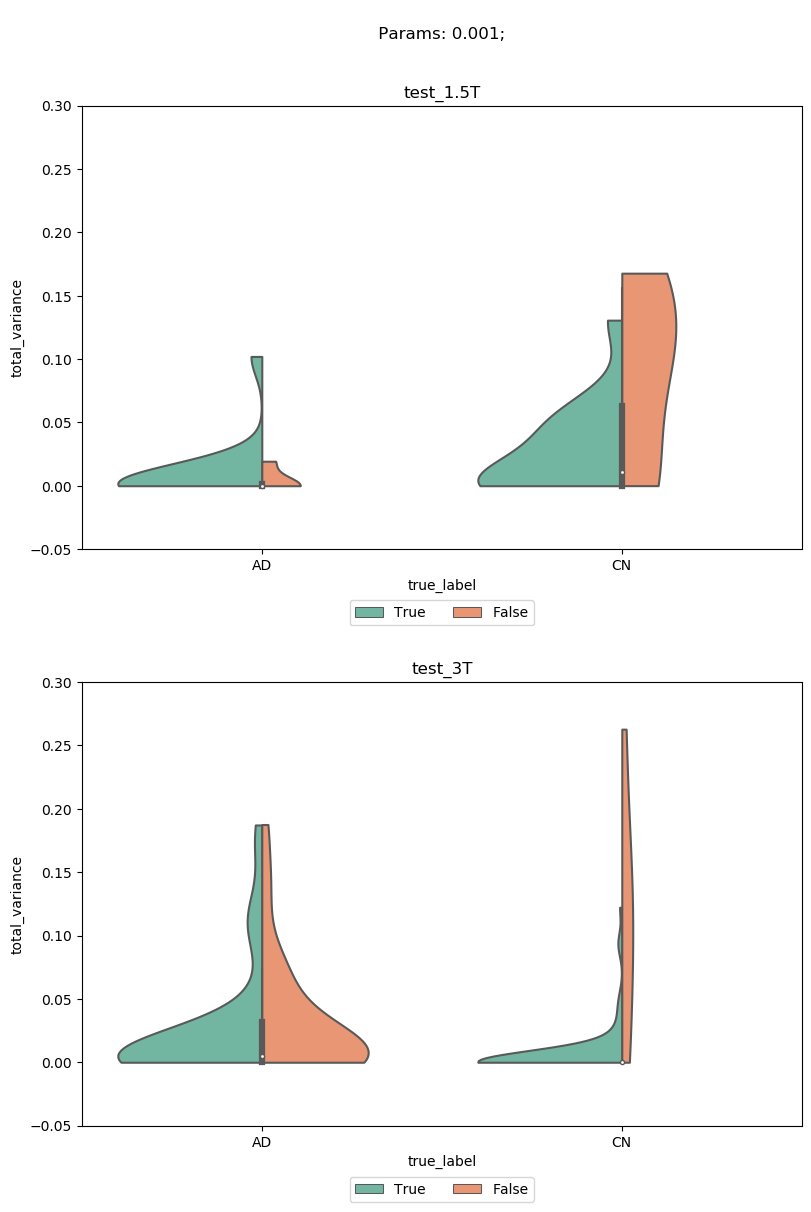 Params: 0.001;
test_1.5T
0.30
0.25
0.20
0.15
0.10
0.05
0.00
−0.05
total_variance
AD CN
true_label
True False
test_3T
0.30
0.25
0.20
0.15
0.10
0.05
0.00
−0.05
total_variance
AD CN
true_label
True False